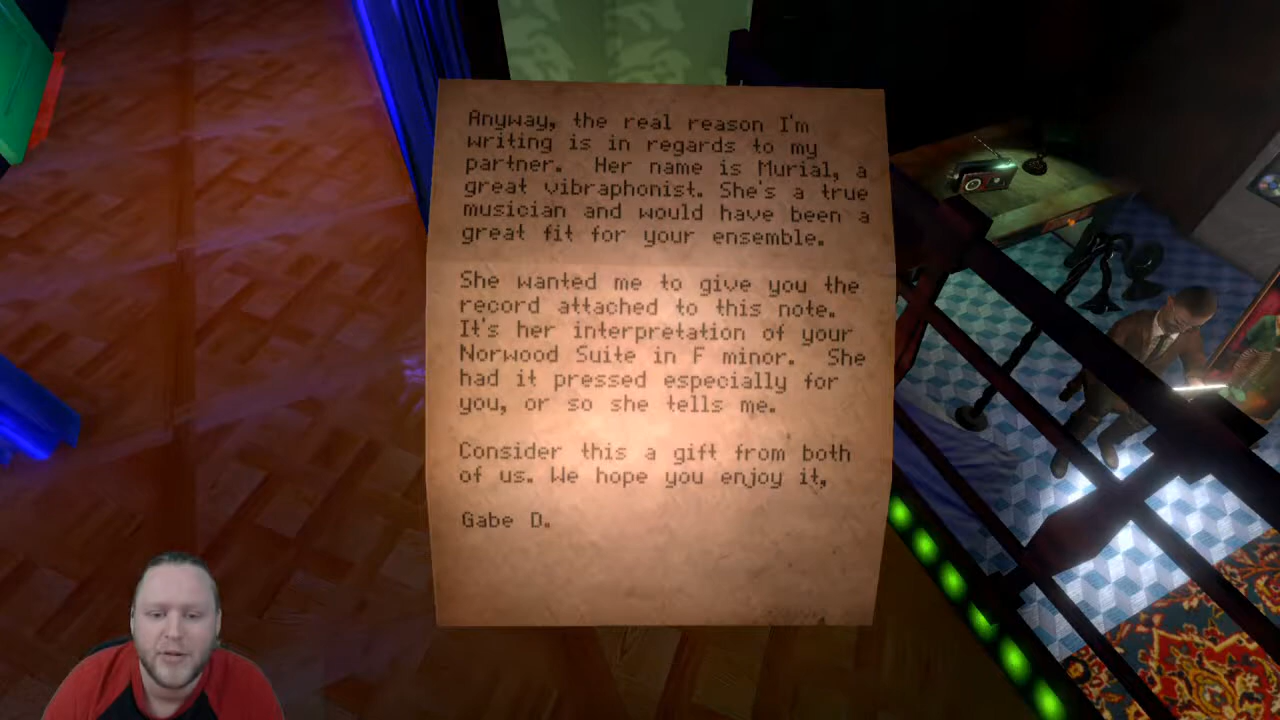 Anyway, the real reason I'm
writing is in regards to my
partner. Her name is Murial, a
great vibraphonist. She's a true
musician and would have been a
great fit for your ensemble.
She wanted me to give you the
record attached to this note.
It's her interpretation of your
Norwood Suite in F minor. She
had it pressed especially for
you, or so she tells me.
Consider this a gift from both
of us. We hope you enjoy it,
Gabe D.